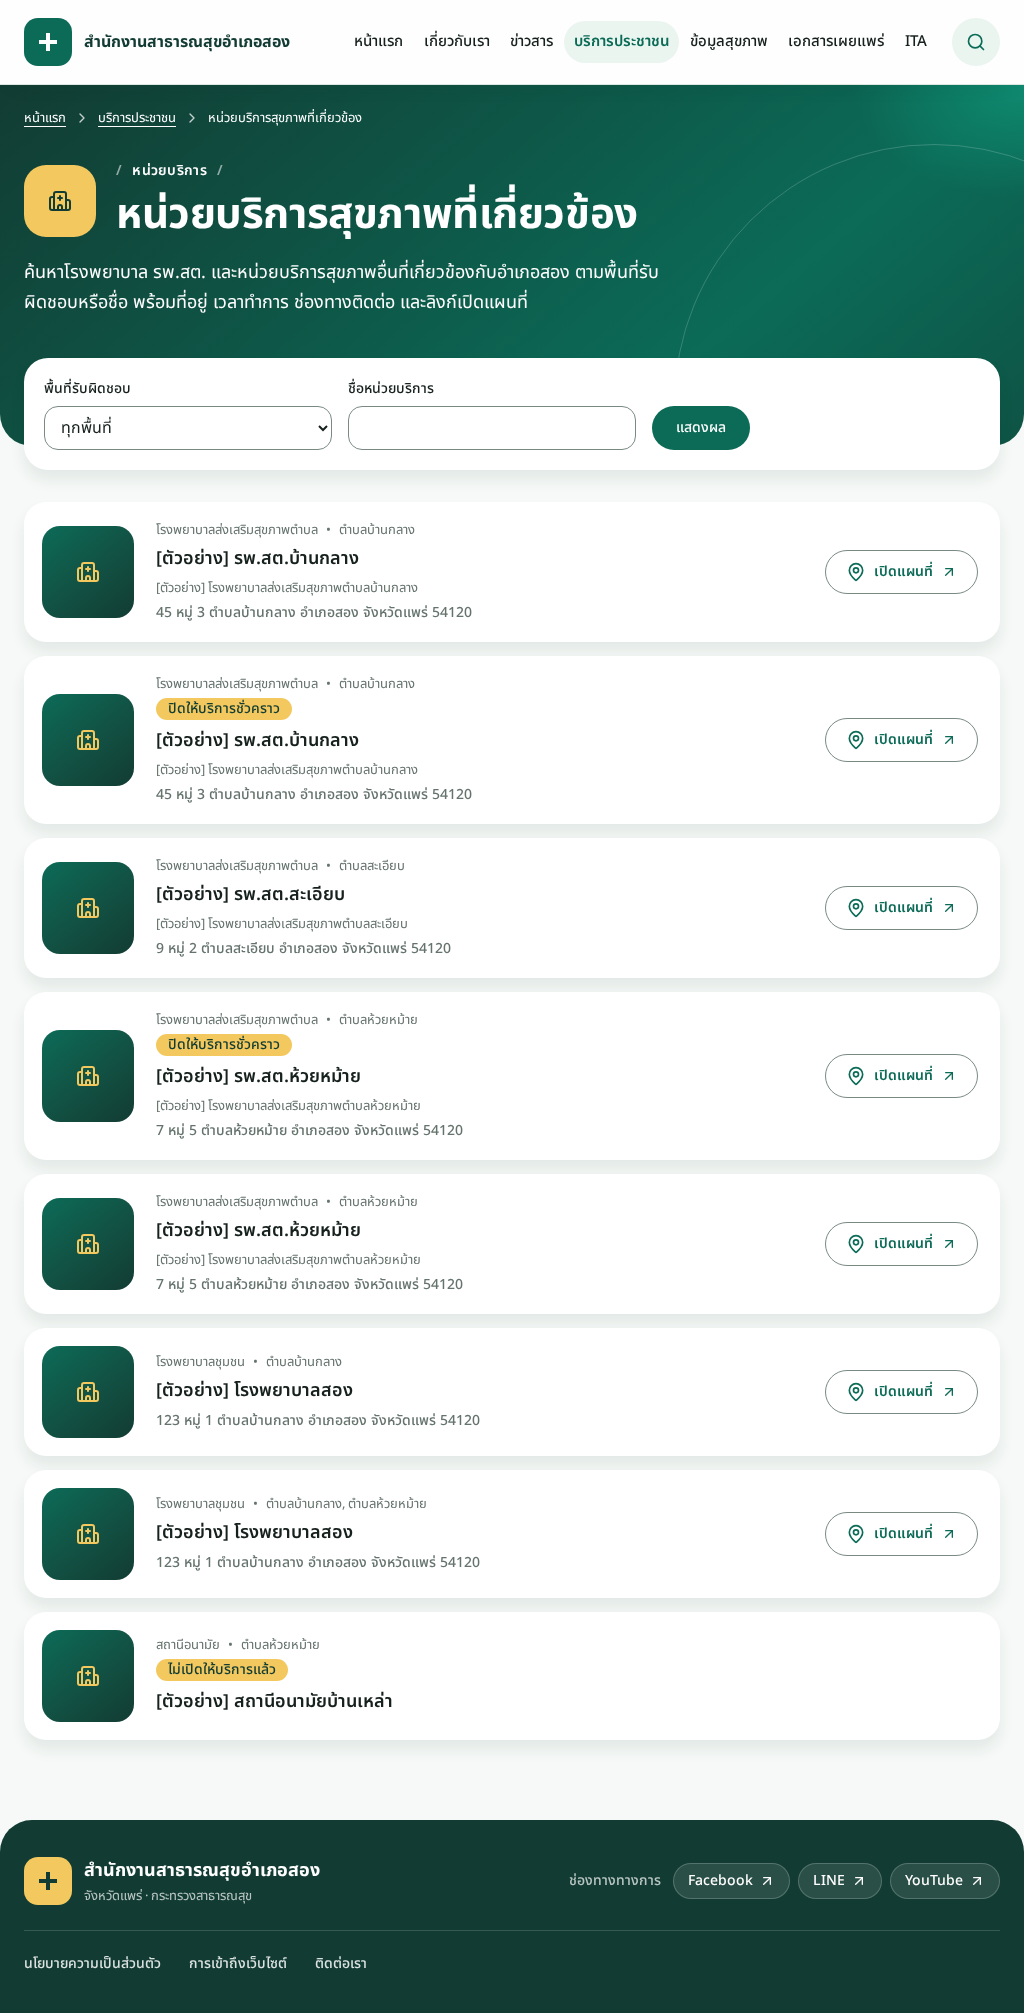 สำนักงานสาธารณสุขอำเภอสอง
หน้าแรก เกี่ยวกับเรา ข่าวสาร บริการประชาชน ข้อมูลสุขภาพ เอกสารเผยแพร่ ITA
หน้าแรก > บริการประชาชน > หน่วยบริการสุขภาพที่เกี่ยวข้อง
/ หน่วยบริการ /
หน่วยบริการสุขภาพที่เกี่ยวข้อง
ค้นหาโรงพยาบาล รพ.สต. และหน่วยบริการสุขภาพอื่นที่เกี่ยวข้องกับอำเภอสอง ตามพื้นที่รับ
ผิดชอบหรือชื่อ พร้อมที่อยู่ เวลาทำการ ช่องทางติดต่อ และลิงก์เปิดแผนที่
พื้นที่รับผิดชอบ ชื่อหน่วยบริการ
ทุกพื้นที่ แสดงผล
โรงพยาบาลส่งเสริมสุขภาพตำบล • ตำบลบ้านกลาง
[ตัวอย่าง] รพ.สต.บ้านกลาง
[ตัวอย่าง] โรงพยาบาลส่งเสริมสุขภาพตำบลบ้านกลาง
45 หมู่ 3 ตำบลบ้านกลาง อำเภอสอง จังหวัดแพร่ 54120
เปิดแผนที่
โรงพยาบาลส่งเสริมสุขภาพตำบล • ตำบลบ้านกลาง
ปิดให้บริการชั่วคราว
[ตัวอย่าง] รพ.สต.บ้านกลาง
[ตัวอย่าง] โรงพยาบาลส่งเสริมสุขภาพตำบลบ้านกลาง
45 หมู่ 3 ตำบลบ้านกลาง อำเภอสอง จังหวัดแพร่ 54120
เปิดแผนที่
โรงพยาบาลส่งเสริมสุขภาพตำบล • ตำบลสะเอียบ
[ตัวอย่าง] รพ.สต.สะเอียบ
[ตัวอย่าง] โรงพยาบาลส่งเสริมสุขภาพตำบลสะเอียบ
9 หมู่ 2 ตำบลสะเอียบ อำเภอสอง จังหวัดแพร่ 54120
เปิดแผนที่
โรงพยาบาลส่งเสริมสุขภาพตำบล • ตำบลห้วยหม้าย
ปิดให้บริการชั่วคราว
[ตัวอย่าง] รพ.สต.ห้วยหม้าย
[ตัวอย่าง] โรงพยาบาลส่งเสริมสุขภาพตำบลห้วยหม้าย
7 หมู่ 5 ตำบลห้วยหม้าย อำเภอสอง จังหวัดแพร่ 54120
เปิดแผนที่
โรงพยาบาลส่งเสริมสุขภาพตำบล • ตำบลห้วยหม้าย
[ตัวอย่าง] รพ.สต.ห้วยหม้าย
[ตัวอย่าง] โรงพยาบาลส่งเสริมสุขภาพตำบลห้วยหม้าย
7 หมู่ 5 ตำบลห้วยหม้าย อำเภอสอง จังหวัดแพร่ 54120
เปิดแผนที่
โรงพยาบาลชุมชน • ตำบลบ้านกลาง
[ตัวอย่าง] โรงพยาบาลสอง
123 หมู่ 1 ตำบลบ้านกลาง อำเภอสอง จังหวัดแพร่ 54120
เปิดแผนที่
โรงพยาบาลชุมชน • ตำบลบ้านกลาง, ตำบลห้วยหม้าย
[ตัวอย่าง] โรงพยาบาลสอง
123 หมู่ 1 ตำบลบ้านกลาง อำเภอสอง จังหวัดแพร่ 54120
เปิดแผนที่
สถานีอนามัย • ตำบลห้วยหม้าย
ไม่เปิดให้บริการแล้ว
[ตัวอย่าง] สถานีอนามัยบ้านเหล่า
สำนักงานสาธารณสุขอำเภอสอง
จังหวัดแพร่ · กระทรวงสาธารณสุข
ช่องทางทางการ Facebook LINE YouTube
นโยบายความเป็นส่วนตัว การเข้าถึงเว็บไซต์ ติดต่อเรา